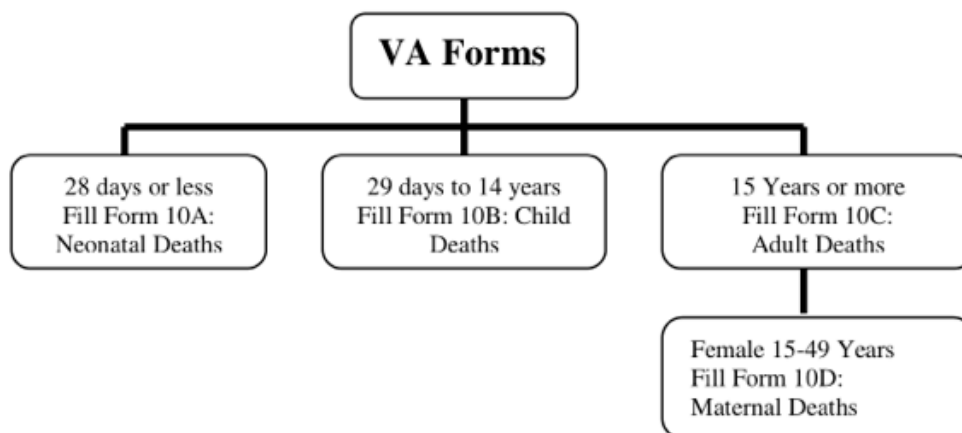 VA Forms
28 days or less
Fill Form 10A:
Neonatal Deaths
29 days to 14 years
Fill Form 10B: Child
Deaths
15 Years or more
Fill Form 10C:
Adult Deaths
Female 15-49 Years
Fill Form 10D:
Maternal Deaths